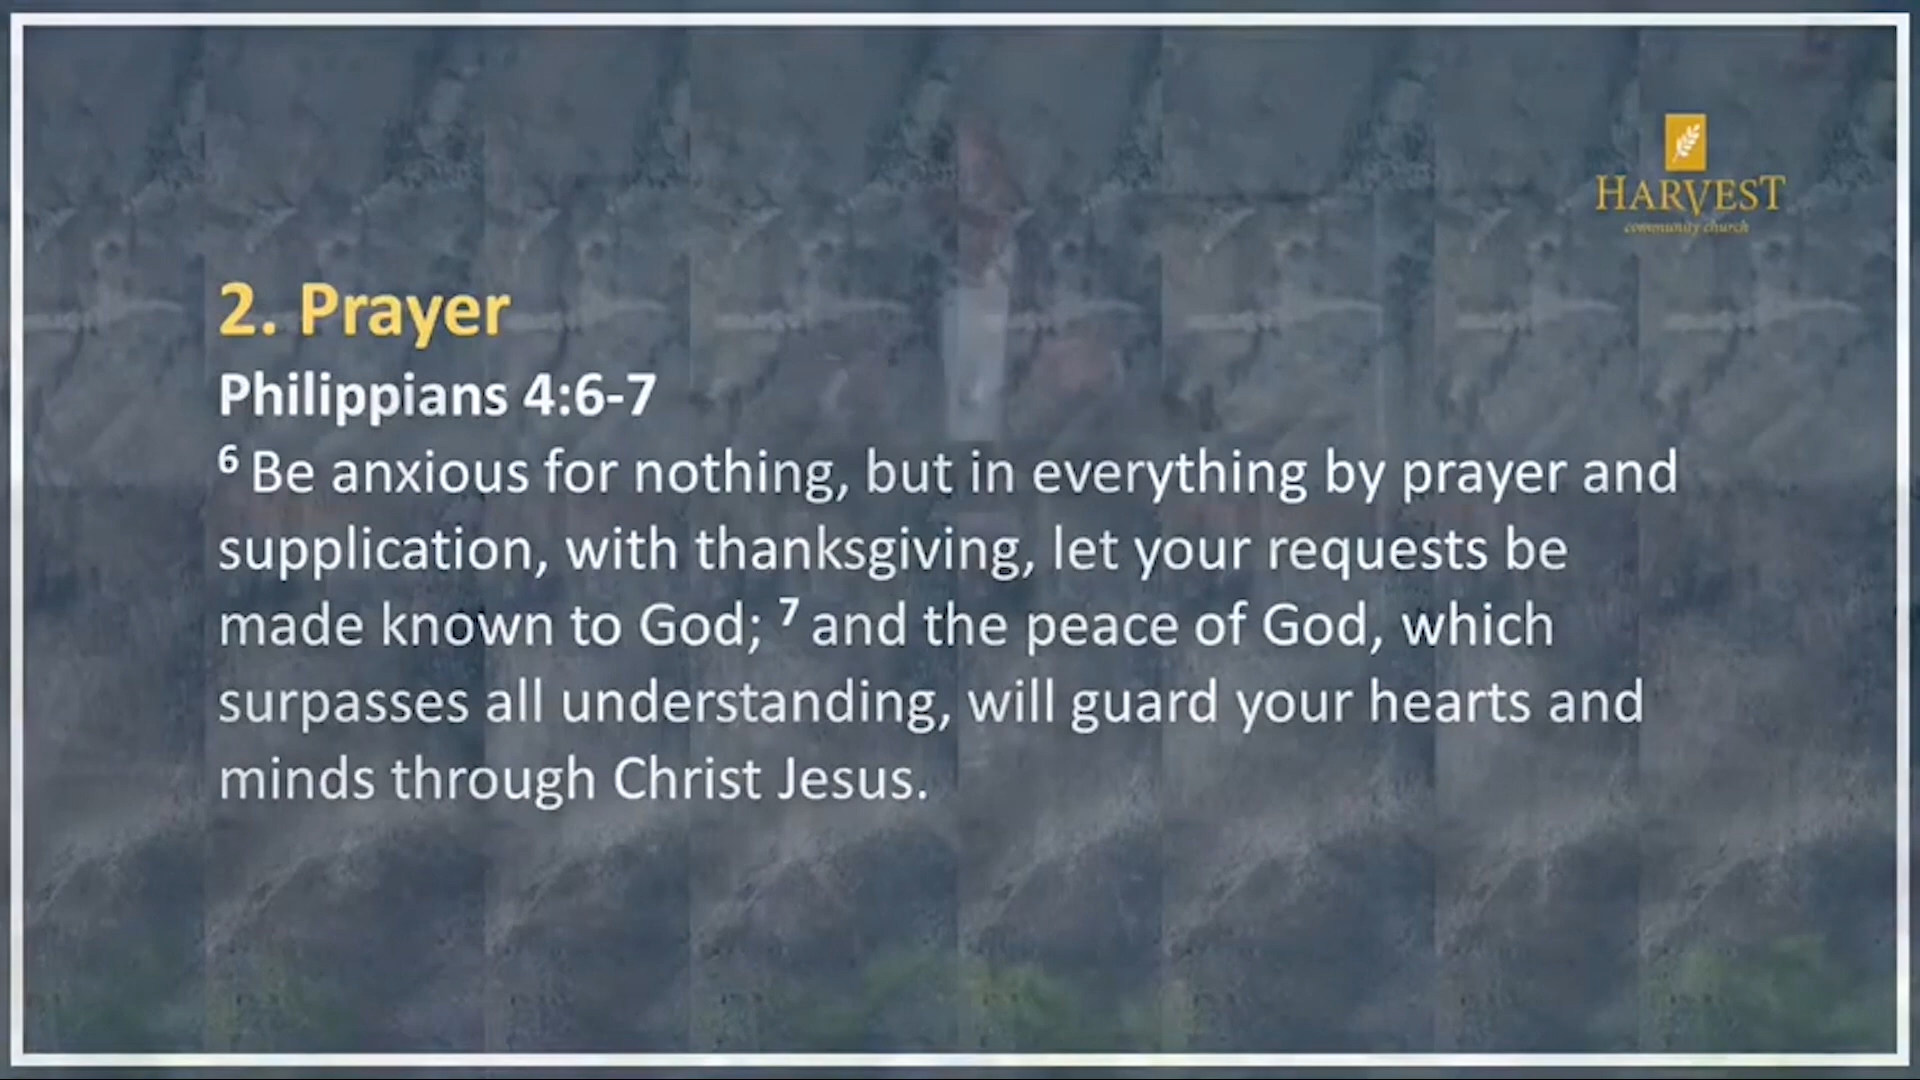 HARVEST
community church
2. Prayer
Philippians 4:6-7
6 Be anxious for nothing, but in everything by prayer and
supplication, with thanksgiving, let your requests be
made known to God; 7 and the peace of God, which
surpasses all understanding, will guard your hearts and
minds through Christ Jesus.